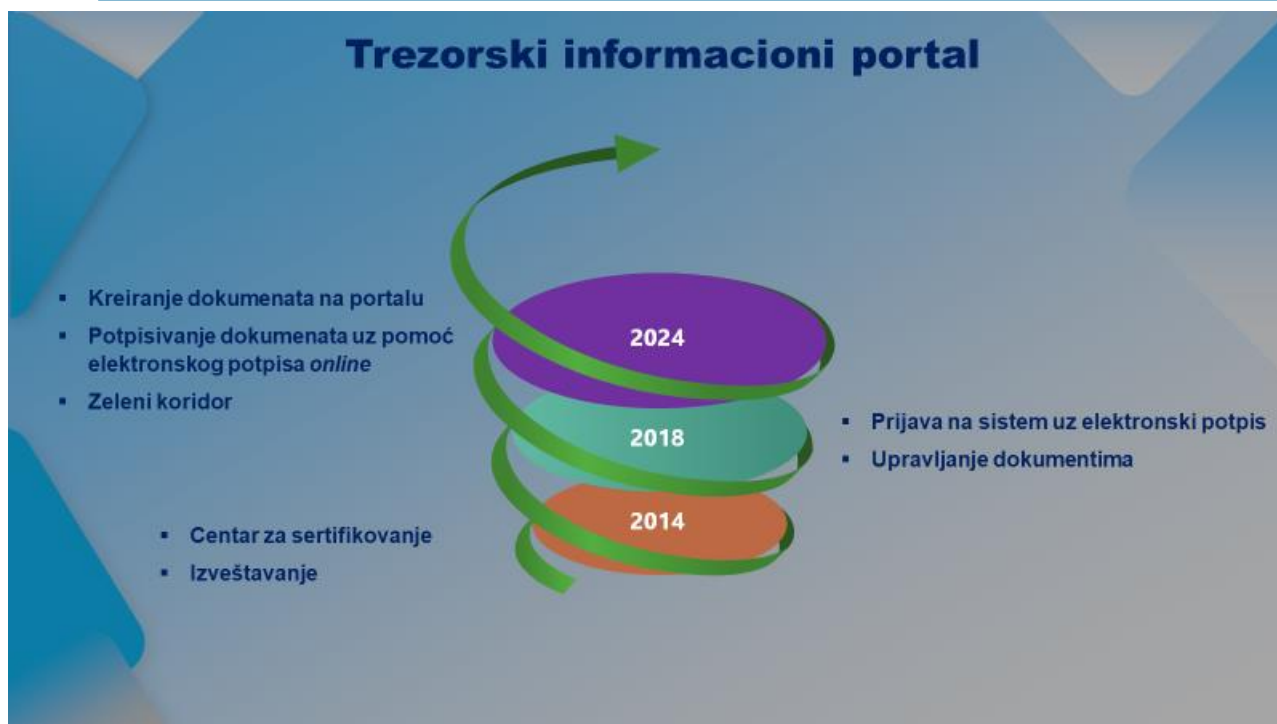 Trezorski informacioni portal
▪ Kreiranje dokumenata na portalu
▪ Potpisivanje dokumenata uz pomoć
elektronskog potpisa online
▪ Zeleni koridor
2024
2018
▪ Prijava na sistem uz elektronski potpis
▪ Upravljanje dokumentima
2014
▪ Centar za sertifikovanje
▪ Izveštavanje